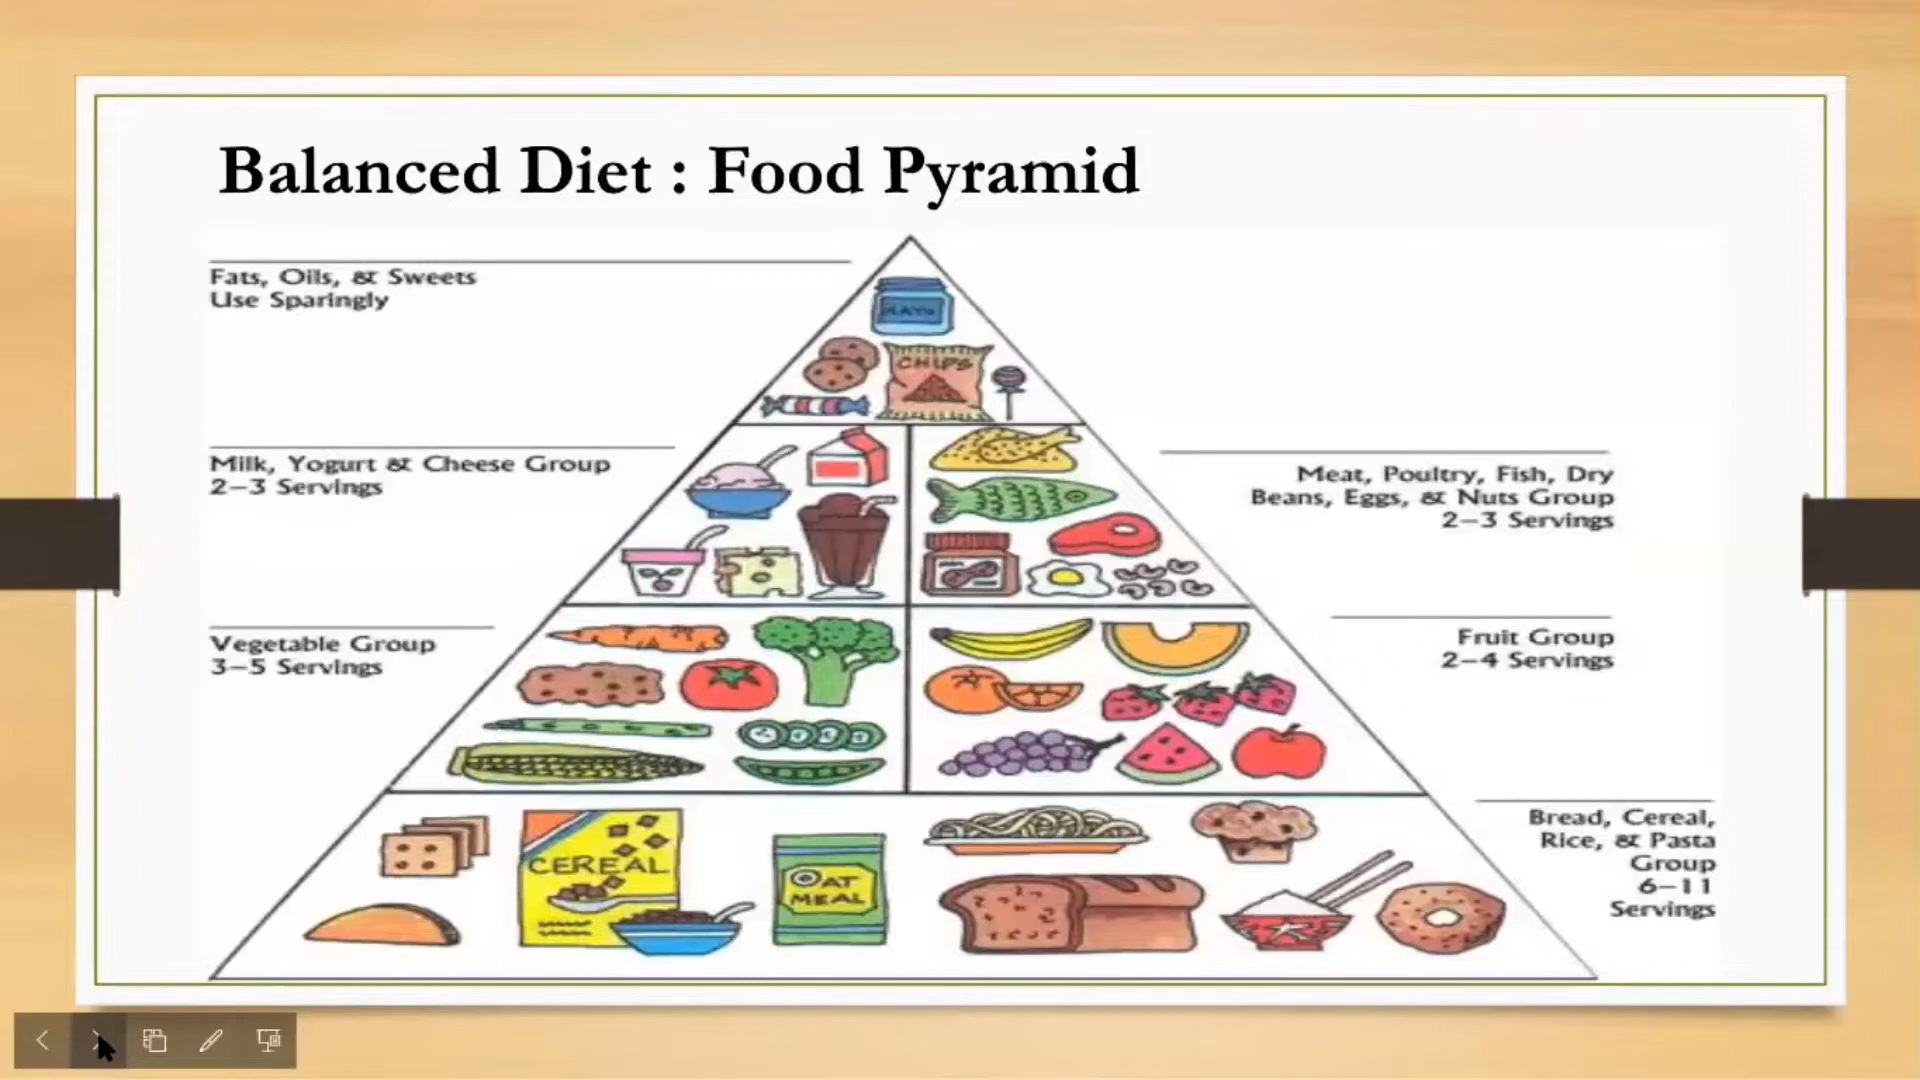 Balanced Diet : Food Pyramid
Fats, Oils, & Sweets
Use Sparingly
MAYO
CHIPS
Milk, Yogurt & Cheese Group
2–3 Servings
Meat, Poultry, Fish, Dry
Beans, Eggs, & Nuts Group
2–3 Servings
Vegetable Group
3–5 Servings
Fruit Group
2–4 Servings
Bread, Cereal,
Rice, & Pasta
Group
6–11
Servings
CEREAL
OAT
MEAL